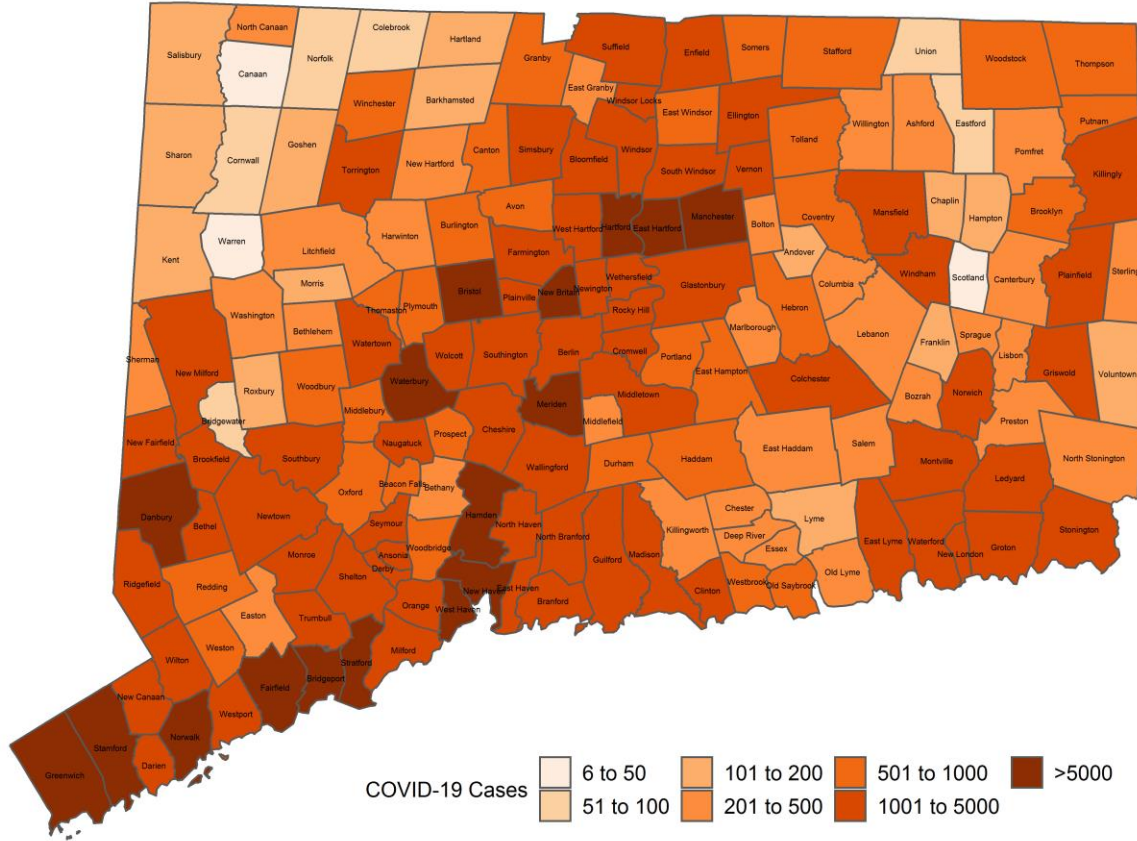 North Canaan
Colebrook
Hartland
Suffield
Enfield
Somers
Stafford
Union
Woodstock
Thompson
Salisbury
Canaan
Norfolk
Granby
East Granby
Winchester
Barkhamsted
Windsor Locks
East Windsor
Ellington
Willington
Ashford
Eastford
Putnam
Sharon
Cornwall
Goshen
Torrington
New Hartford
Canton
Simsbury
Bloomfield
Windsor
South Windsor
Vernon
Tolland
Pomfret
Killingly
Kent
Warren
Litchfield
Harwinton
Burlington
Avon
West Hartford
Hartford
East Hartford
Manchester
Bolton
Coventry
Mansfield
Chaplin
Hampton
Brooklyn
Morris
Farmington
Andover
Columbia
Windham
Scotland
Canterbury
Plainfield
Sterling
Washington
Bethlehem
Thomaston
Plymouth
Bristol
Plainville
New Britain
Newington
Wethersfield
Rocky Hill
Glastonbury
Hebron
Marlborough
Lebanon
Franklin
Sprague
Lisbon
Griswold
Voluntown
Sherman
New Milford
Roxbury
Woodbury
Watertown
Waterbury
Wolcott
Southington
Berlin
Cromwell
Portland
East Hampton
Colchester
Bozrah
Norwich
Preston
Bridgewater
Middlebury
Meriden
Middletown
Middlefield
New Fairfield
Brookfield
Southbury
Naugatuck
Prospect
Cheshire
Wallingford
Durham
Haddam
East Haddam
Salem
Montville
Ledyard
North Stonington
Danbury
Bethel
Newtown
Oxford
Beacon Falls
Bethany
Hamden
North Haven
North Branford
Guilford
Madison
Killingworth
Chester
Deep River
Essex
Lyme
East Lyme
Waterford
New London
Groton
Stonington
Seymour
Ansonia
Derby
Woodbridge
Ridgefield
Redding
Monroe
Shelton
Orange
New Haven
West Haven
East Haven
Branford
Clinton
Westbrook
Old Saybrook
Old Lyme
Easton
Trumbull
Weston
Wilton
Stratford
Milford
Fairfield
Bridgeport
New Canaan
Westport
Norwalk
Stamford
Greenwich
Darien
COVID-19 Cases
6 to 50
101 to 200
501 to 1000
>5000
51 to 100
201 to 500
1001 to 5000